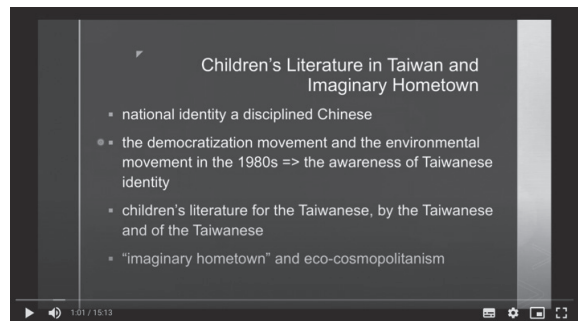 Children's Literature in Taiwan and
Imaginary Hometown
national identity a disciplined Chinese
the democratization movement and the environmental
movement in the 1980s => the awareness of Taiwanese
identity
children's literature for the Taiwanese, by the Taiwanese
and of the Taiwanese
"imaginary hometown" and eco-cosmopolitanism
1:01 / 15:13